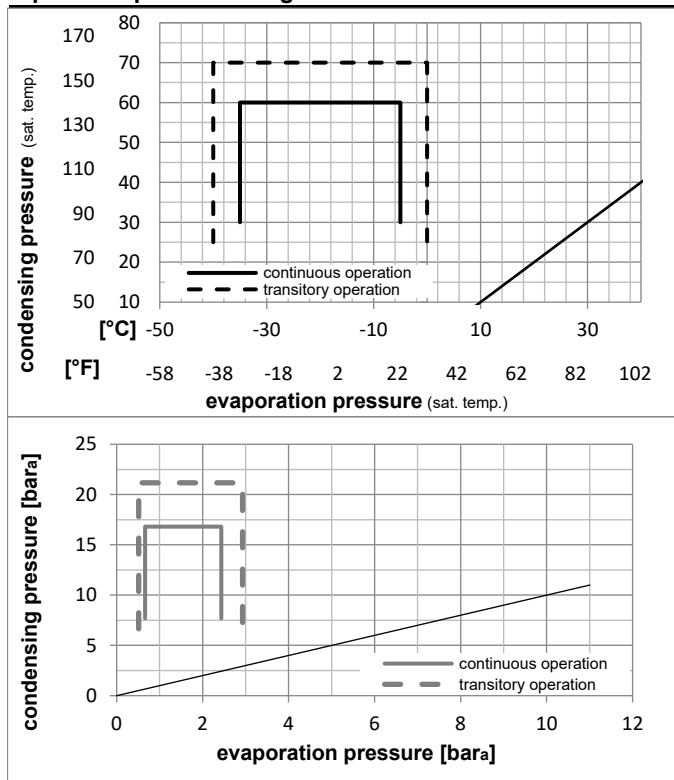 170
150
130
110
90
70
50
80
70
60
50
40
30
20
10
condensing pressure (sat. temp.)
continuous operation
transitory operation
[°C] -50 -30 -10 10 30
[°F] -58 -38 -18 2 22 42 62 82 102
evaporation pressure (sat. temp.)
25
20
15
10
5
0
condensing pressure [bara]
continuous operation
transitory operation
0 2 4 6 8 10 12
evaporation pressure [bara]